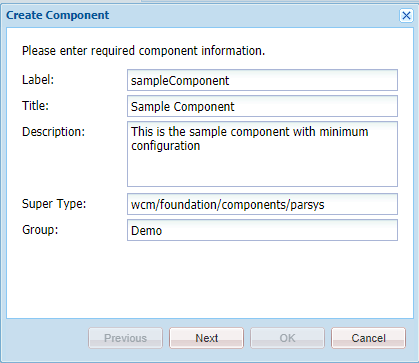 Create Component
Please enter required component information.
Label: sampleComponent
Title: Sample Component
Description: This is the sample component with minimum
configuration
Super Type: wcm/foundation/components/parsys
Group: Demo
Previous Next OK Cancel